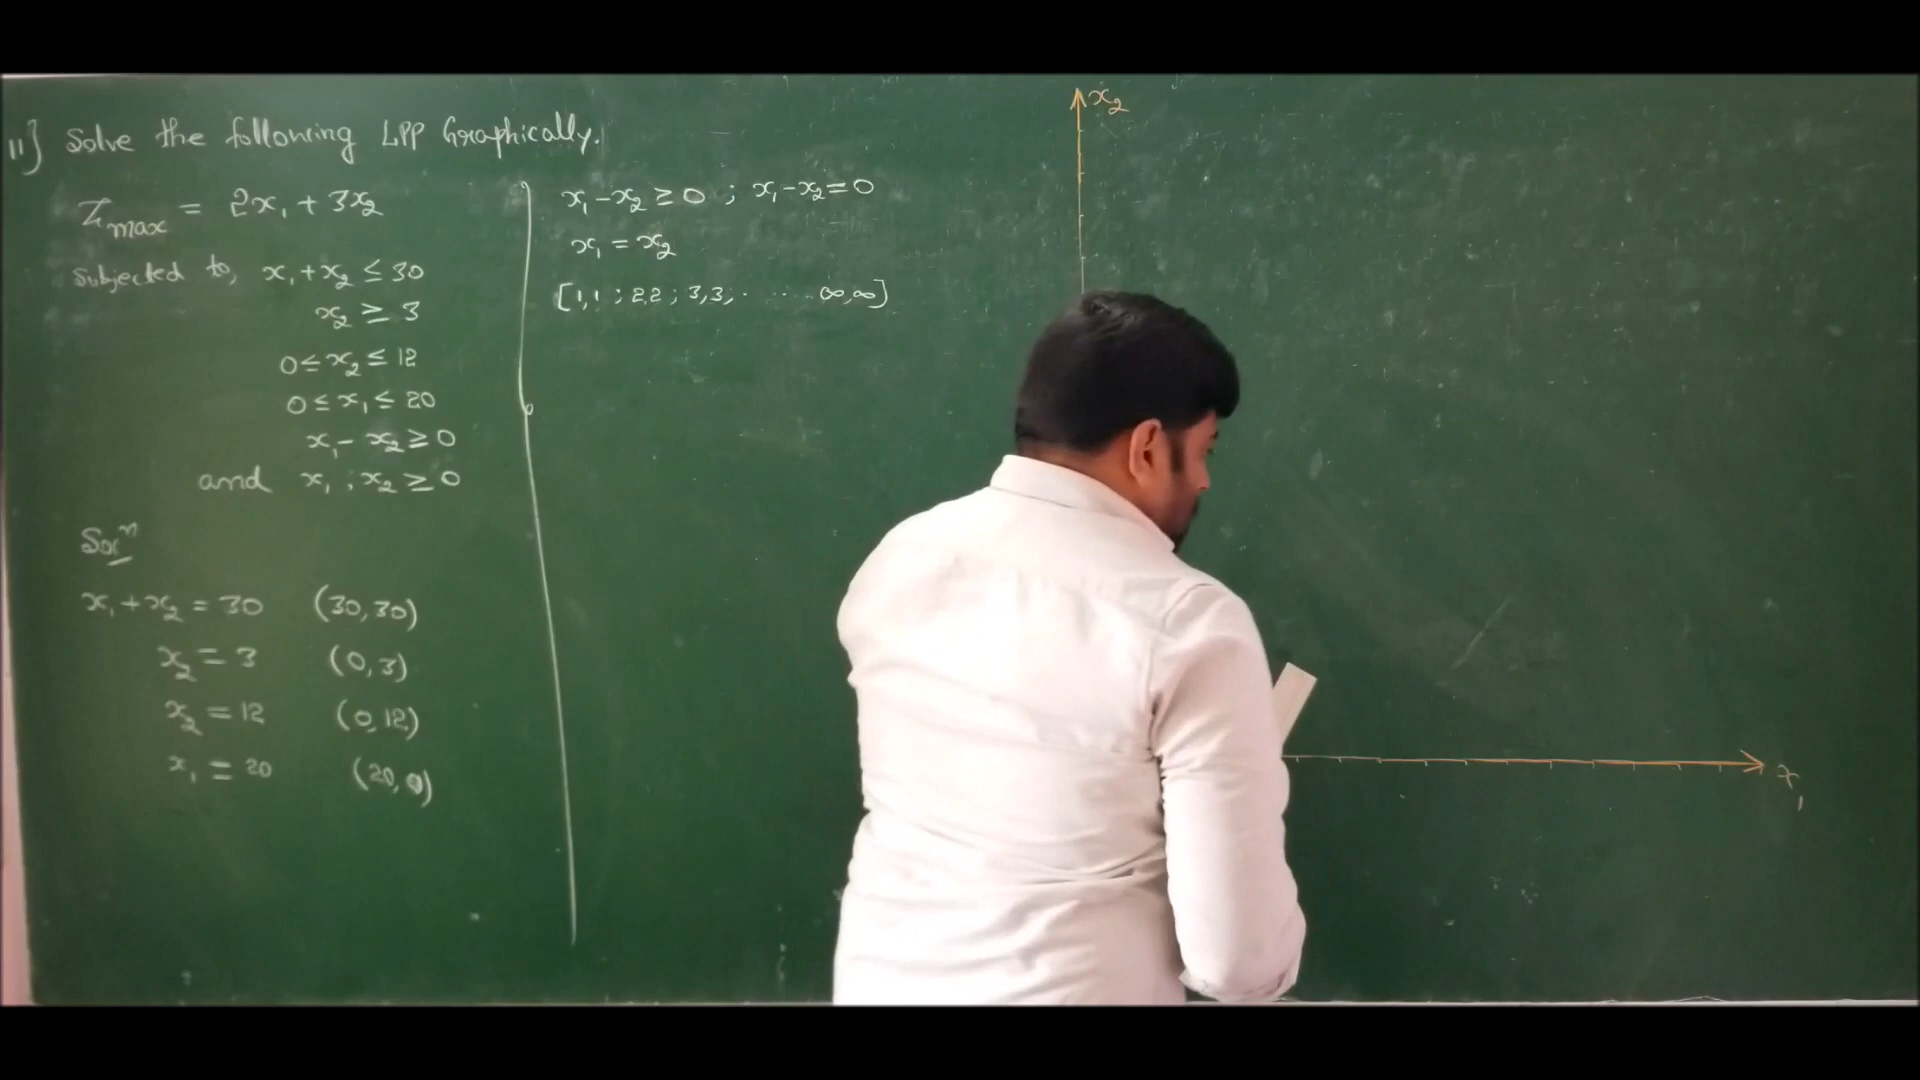 11] Solve the following LPP Graphically.
Zmax = 2x₁ + 3x₂
Subjected to, x₁ + x₂ ≤ 30
x₂ ≥ 3
0 ≤ x₂ ≤ 12
0 ≤ x₁ ≤ 20
x₁ - x₂ ≥ 0
and x₁, x₂ ≥ 0
Solⁿ
x₁ + x₂ = 30 (30,30)
x₂ = 3 (0,3)
x₂ = 12 (0,12)
x₁ = 20 (20,0)
x₁ - x₂ ≥ 0 ; x₁ - x₂ = 0
x₁ = x₂
[1,1 ; 2,2 ; 3,3, . . . . . ∞,∞]
x₂
x₁